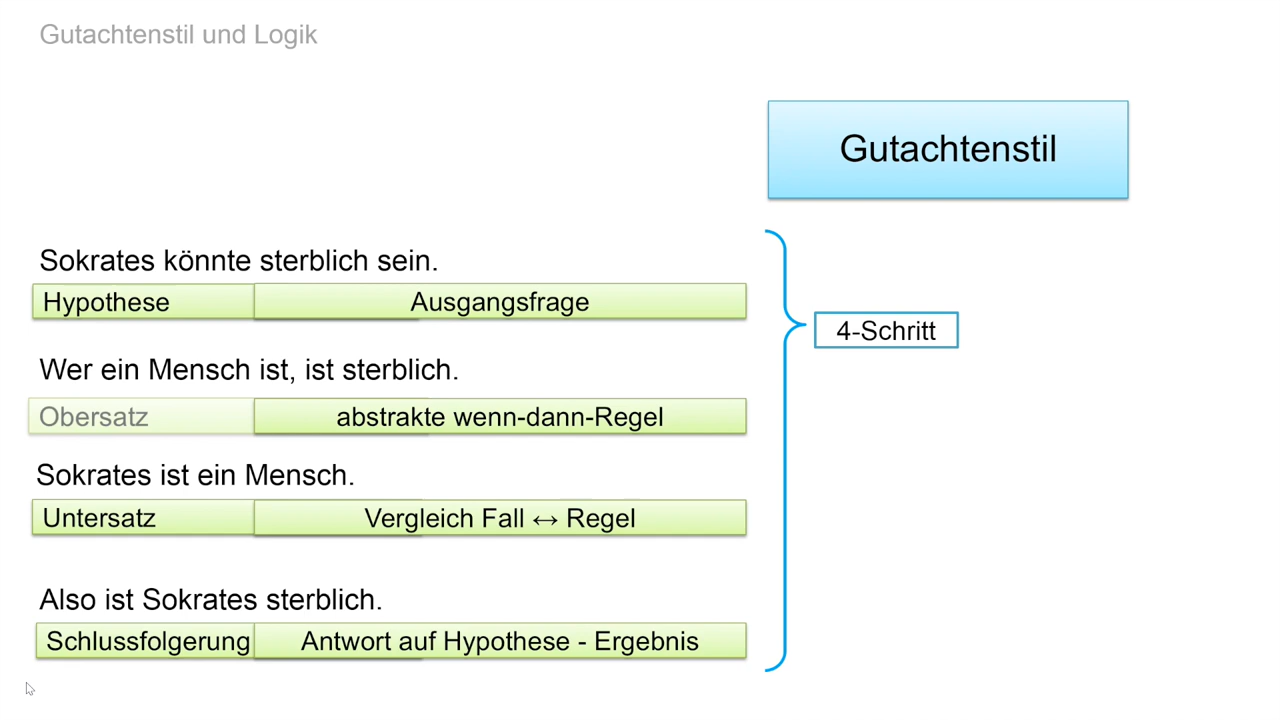 Gutachtenstil und Logik
Gutachtenstil
Sokrates könnte sterblich sein.
Hypothese Ausgangsfrage
4-Schritt
Wer ein Mensch ist, ist sterblich.
Obersatz abstrakte wenn-dann-Regel
Sokrates ist ein Mensch.
Untersatz Vergleich Fall ↔ Regel
Also ist Sokrates sterblich.
Schlussfolgerung Antwort auf Hypothese - Ergebnis